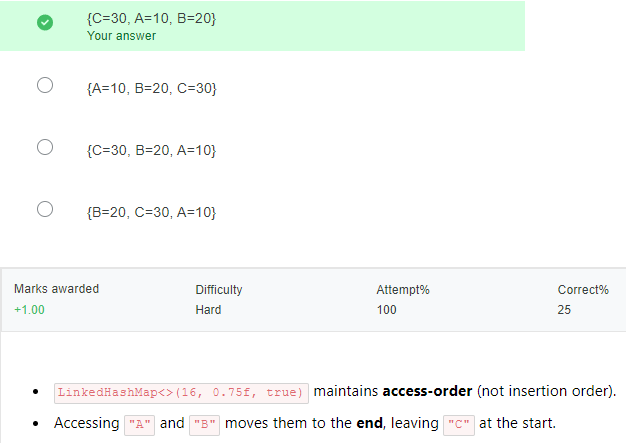 {C=30, A=10, B=20}
Your answer
{A=10, B=20, C=30}
{C=30, B=20, A=10}
{B=20, C=30, A=10}
Marks awarded Difficulty Attempt% Correct%
+1.00 Hard 100 25
• LinkedHashMap<>(16, 0.75f, true) maintains access-order (not insertion order).
• Accessing "A" and "B" moves them to the end, leaving "C" at the start.